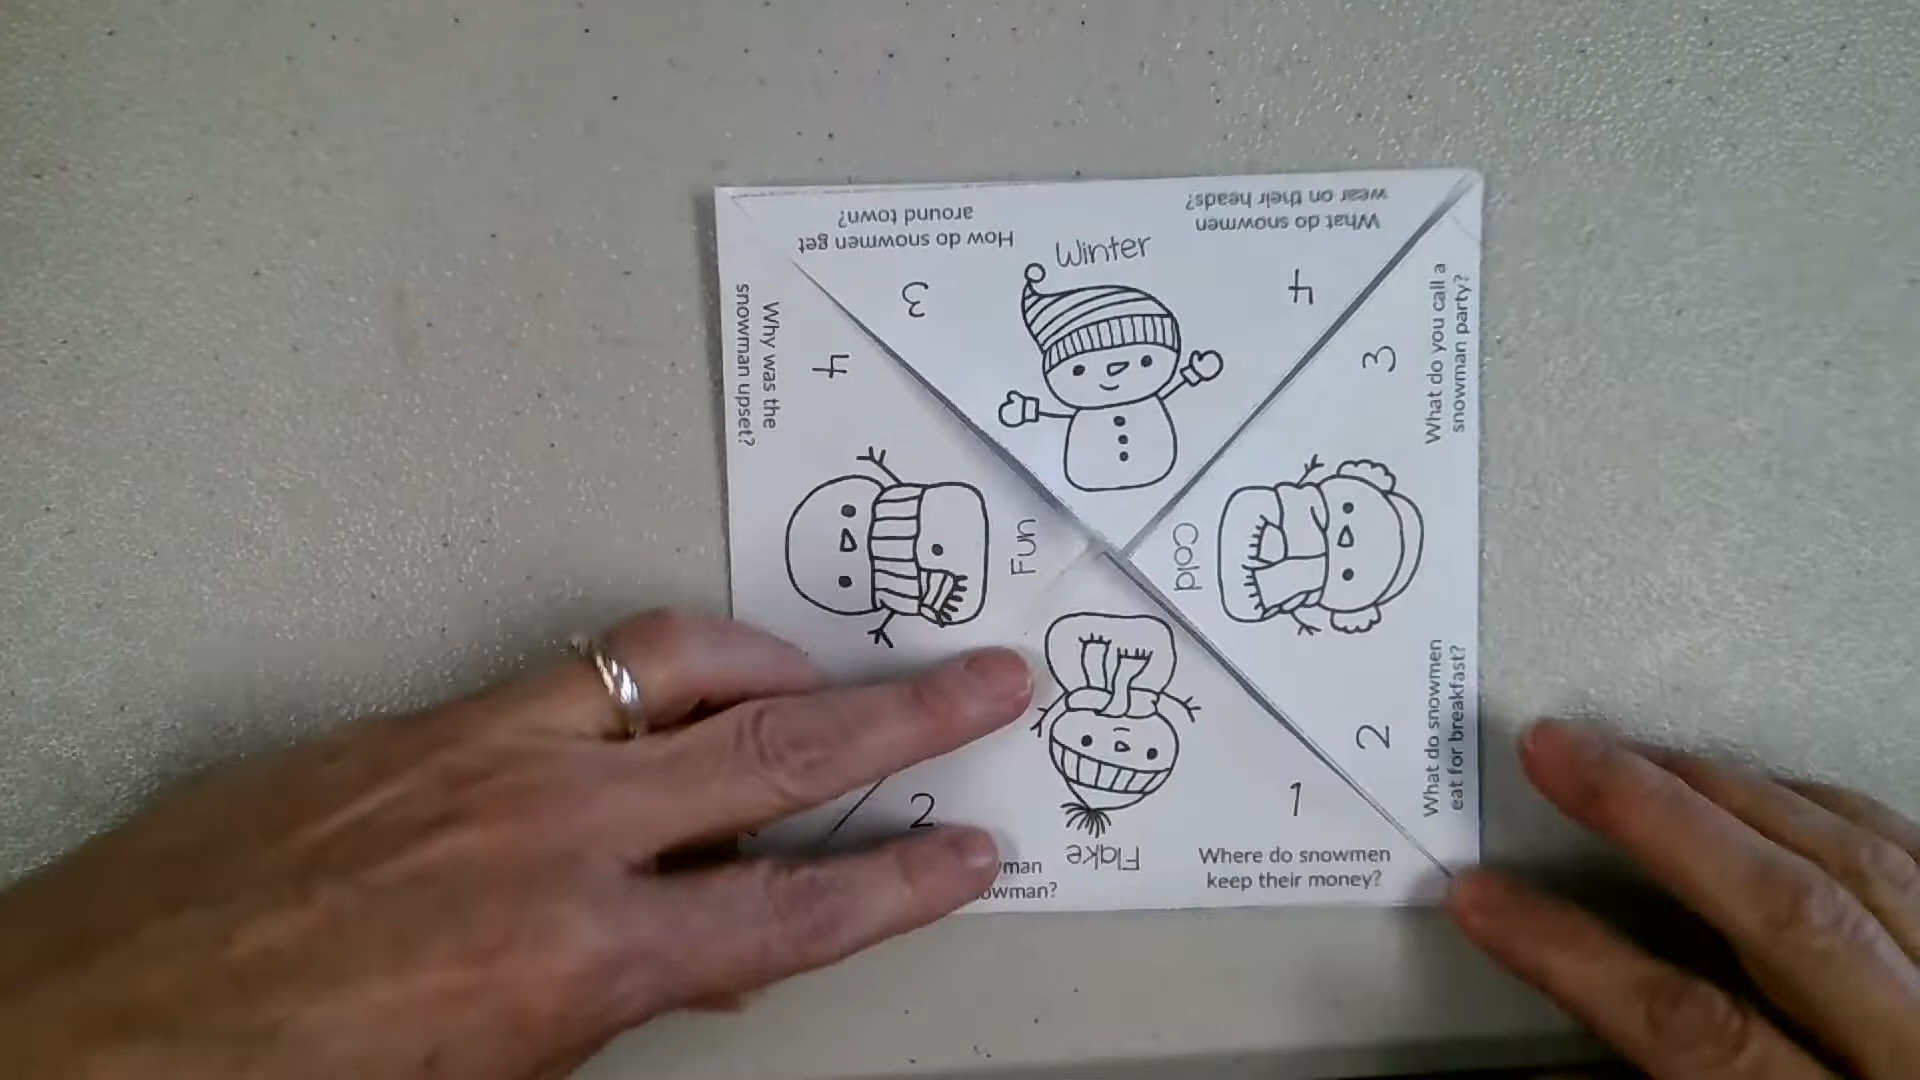 How do snowmen get
around town?
What do snowmen
wear on their heads?
Winter
3
4
What do you call a
snowman party?
3
Why was the
snowman upset?
4
Fun
Cold
What do snowmen
eat for breakfast?
2
2
1
Flake
Where do snowmen
keep their money?